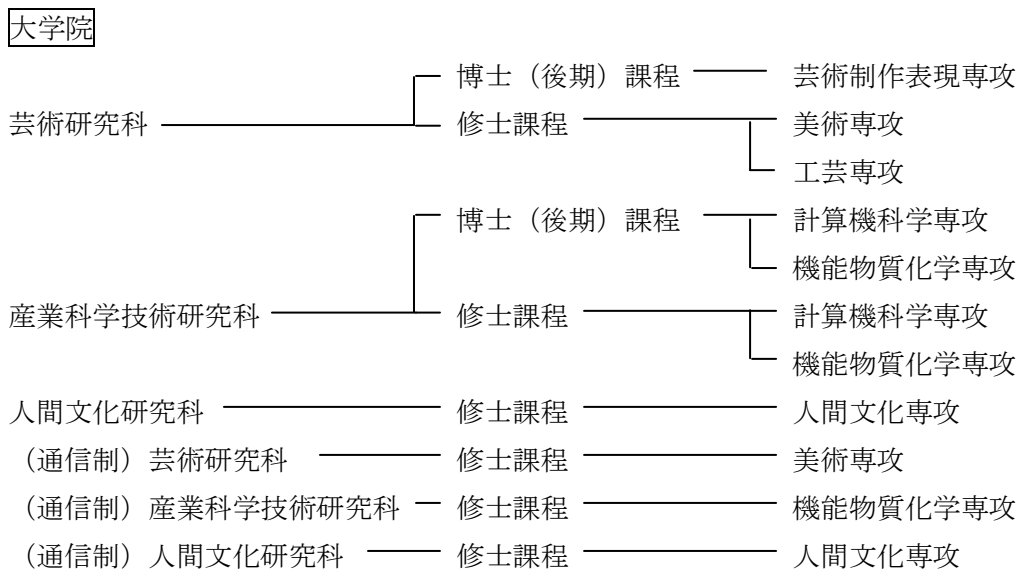 大学院
博士（後期）課程 芸術制作表現専攻
芸術研究科 修士課程 美術専攻
工芸専攻
博士（後期）課程 計算機科学専攻
機能物質化学専攻
産業科学技術研究科 修士課程 計算機科学専攻
機能物質化学専攻
人間文化研究科 修士課程 人間文化専攻
（通信制）芸術研究科 修士課程 美術専攻
（通信制）産業科学技術研究科 修士課程 機能物質化学専攻
（通信制）人間文化研究科 修士課程 人間文化専攻